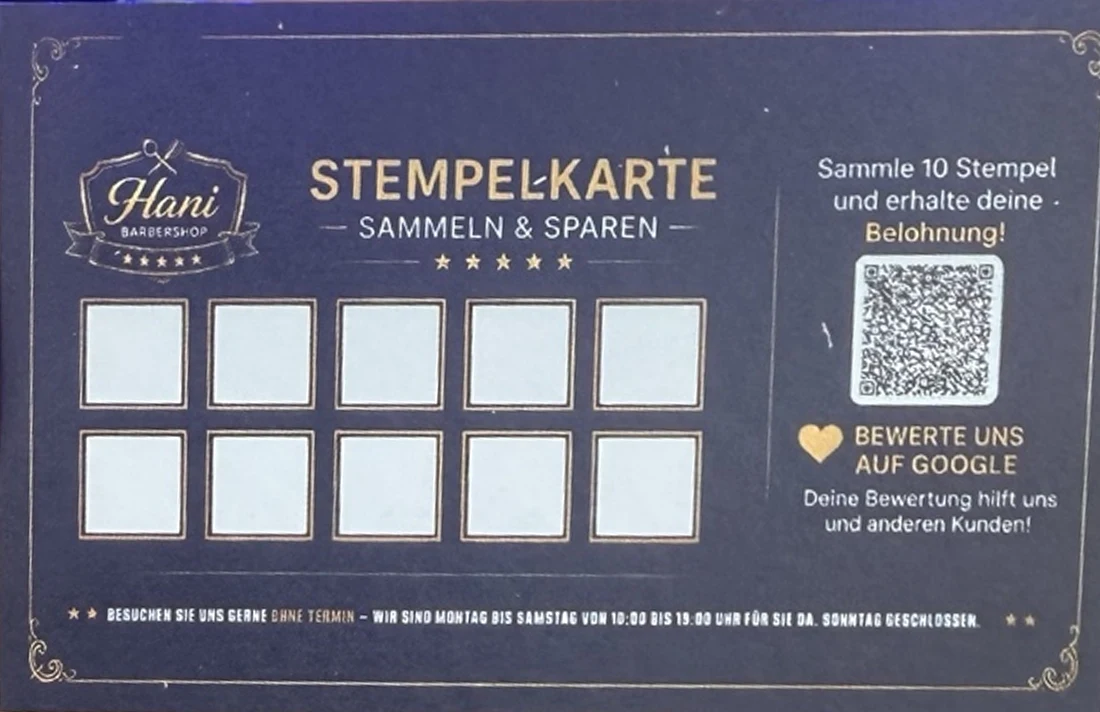 Hani
BARBERSHOP
STEMPELKARTE
SAMMELN & SPAREN
Sammle 10 Stempel
und erhalte deine
Belohnung!
BEWERTE UNS
AUF GOOGLE
Deine Bewertung hilft uns
und anderen Kunden!
BESUCHEN SIE UNS GERNE OHNE TERMIN – WIR SIND MONTAG BIS SAMSTAG VON 10:00 BIS 19:00 UHR FÜR SIE DA. SONNTAG GESCHLOSSEN.